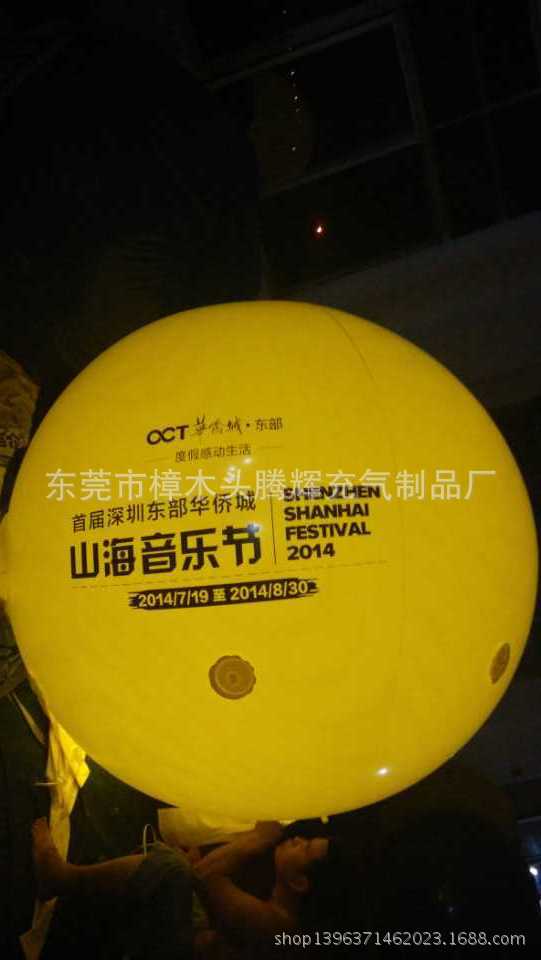 OCT 华侨城·东部
度假感动生活
东莞市樟木头腾辉充气制品厂
首届深圳东部华侨城
山海音乐节
SHENZHEN
SHANHAI
FESTIVAL
2014
2014/7/19 至 2014/8/30
shop1396371462023.1688.com